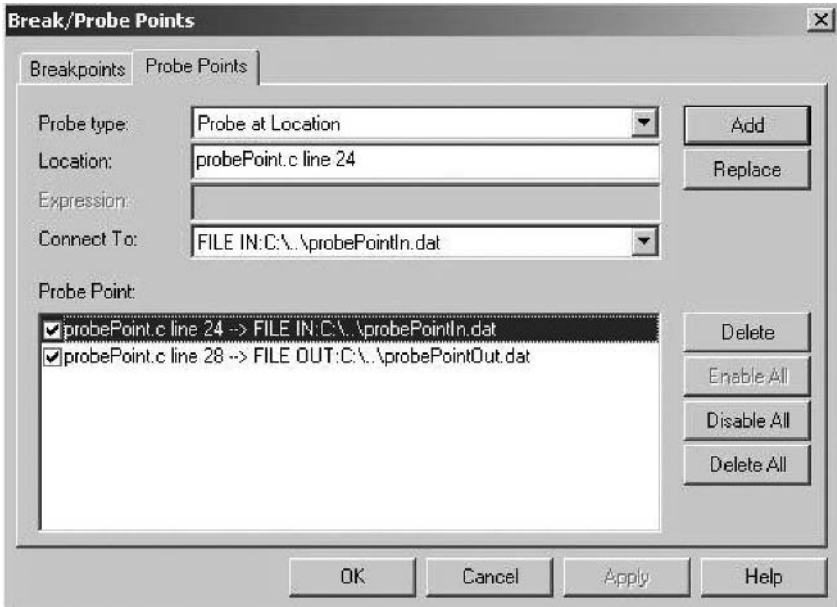 Break/Probe Points
Breakpoints Probe Points
Probe type: Probe at Location Add
Location: probePoint.c line 24 Replace
Expression:
Connect To: FILE IN:C:\..\probePointIn.dat
Probe Point:
probePoint.c line 24 --> FILE IN:C:\..\probePointIn.dat Delete
probePoint.c line 28 --> FILE OUT:C:\..\probePointOut.dat
Enable All
Disable All
Delete All
OK Cancel Apply Help